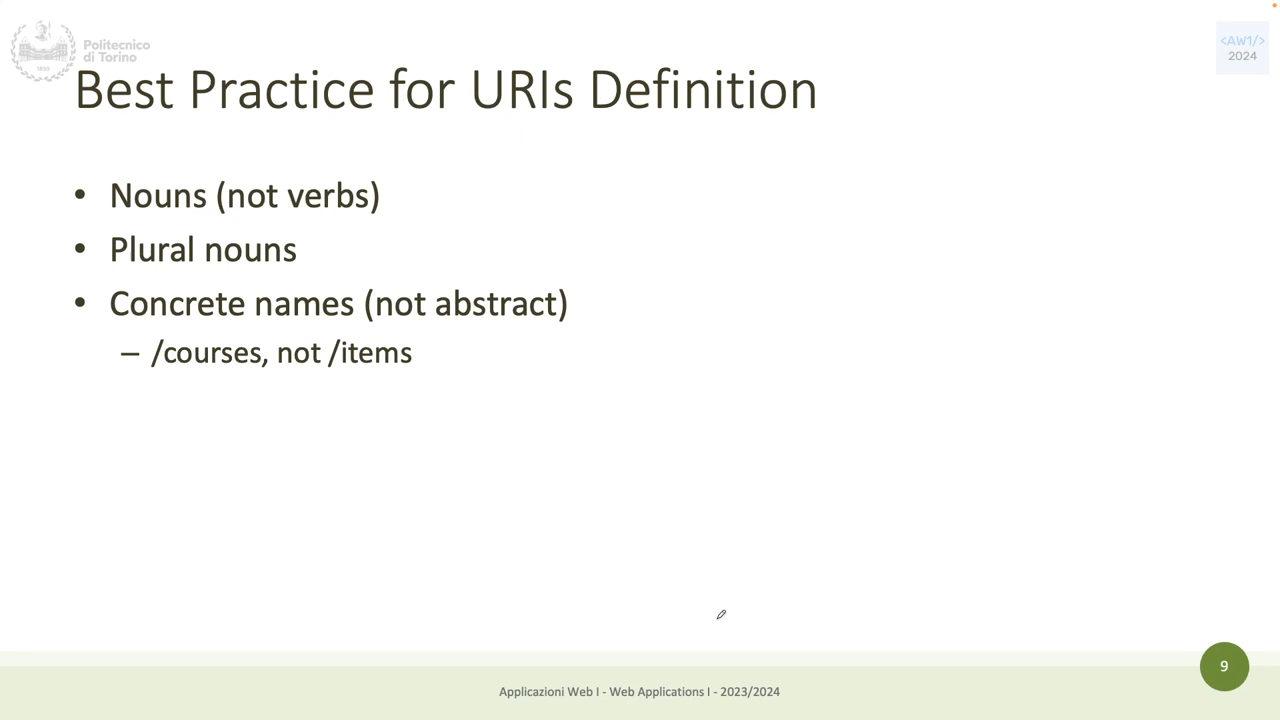 Politecnico
di Torino
1859
<AW1/>
2024
Best Practice for URIs Definition
• Nouns (not verbs)
• Plural nouns
• Concrete names (not abstract)
– /courses, not /items
9
Applicazioni Web I - Web Applications I - 2023/2024